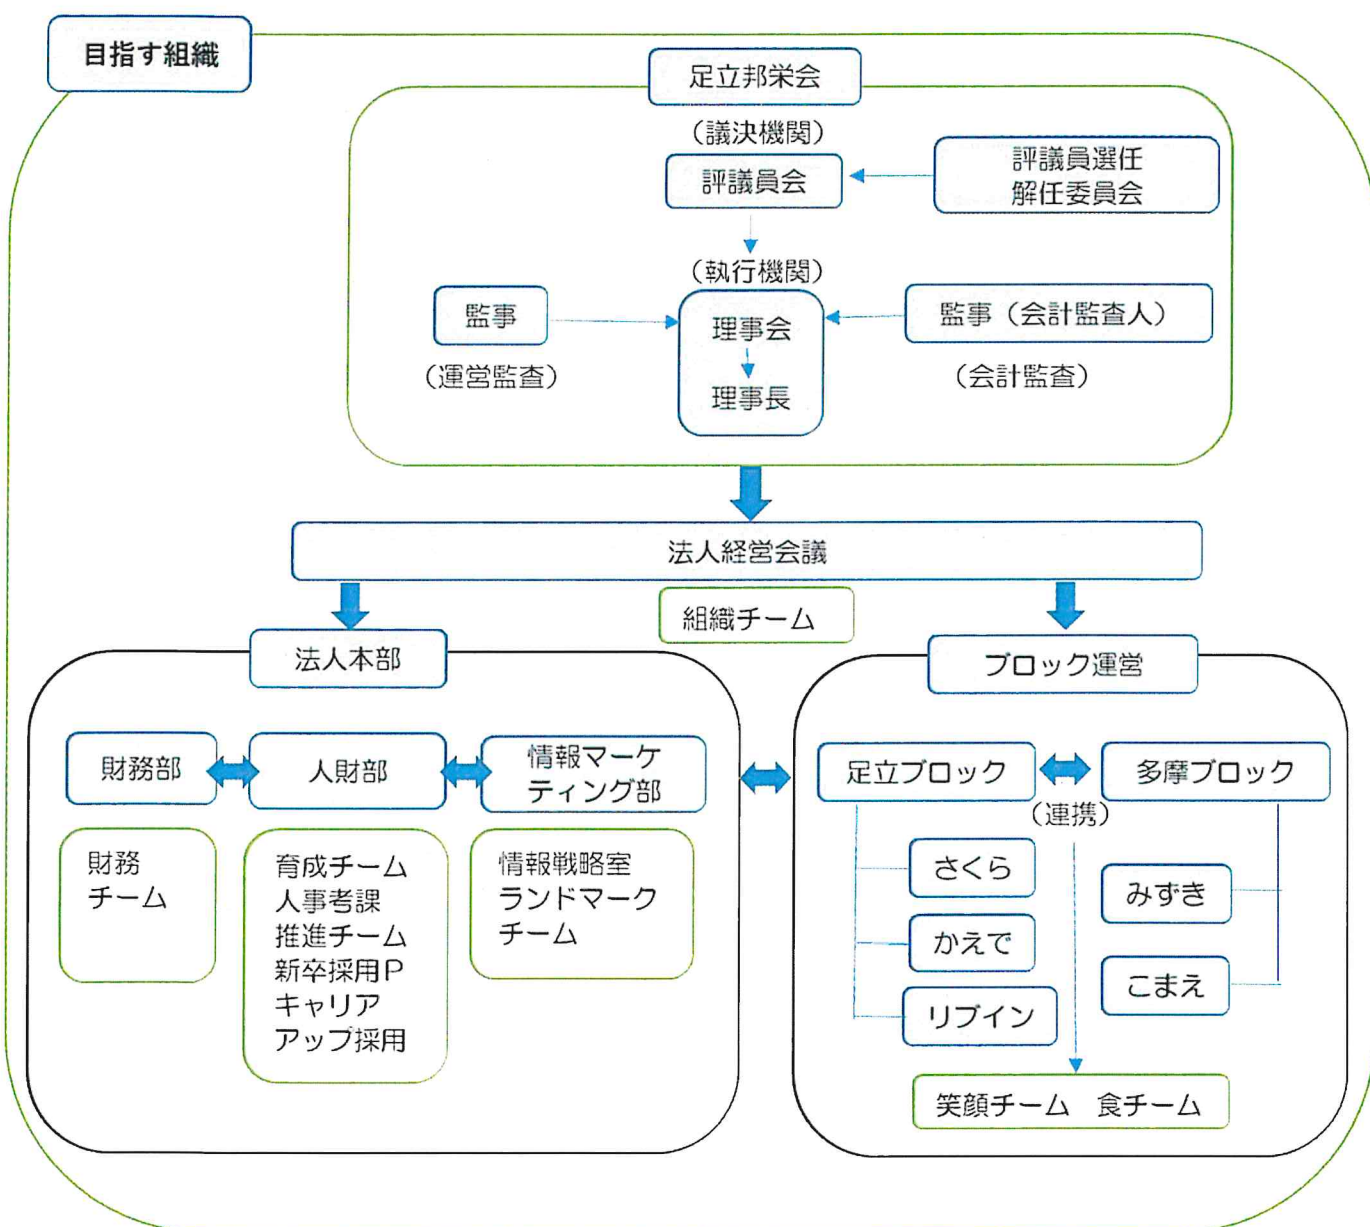 目指す組織
足立邦栄会
(議決機関)
評議員会
評議員選任
解任委員会
(執行機関)
監事
理事会
監事（会計監査人）
(運営監査)
理事長
(会計監査)
法人経営会議
組織チーム
法人本部
ブロック運営
財務部
人財部
情報マーケ
ティング部
足立ブロック
多摩ブロック
(連携)
財務
チーム
育成チーム
人事考課
推進チーム
新卒採用P
キャリア
アップ採用
情報戦略室
ランドマーク
チーム
さくら
かえで
リブイン
みずき
こまえ
笑顔チーム　食チーム